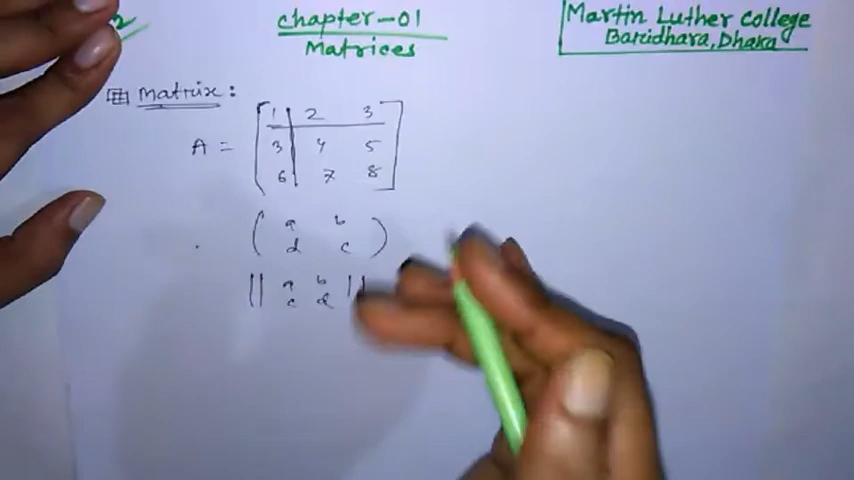 chapter-01
Matrices
Martin Luther College
Baridhara, Dhaka
Matrix:
A = [ 1 2 3
3 4 5
6 7 8 ]
( a b
d c )
|| a b
c d ||